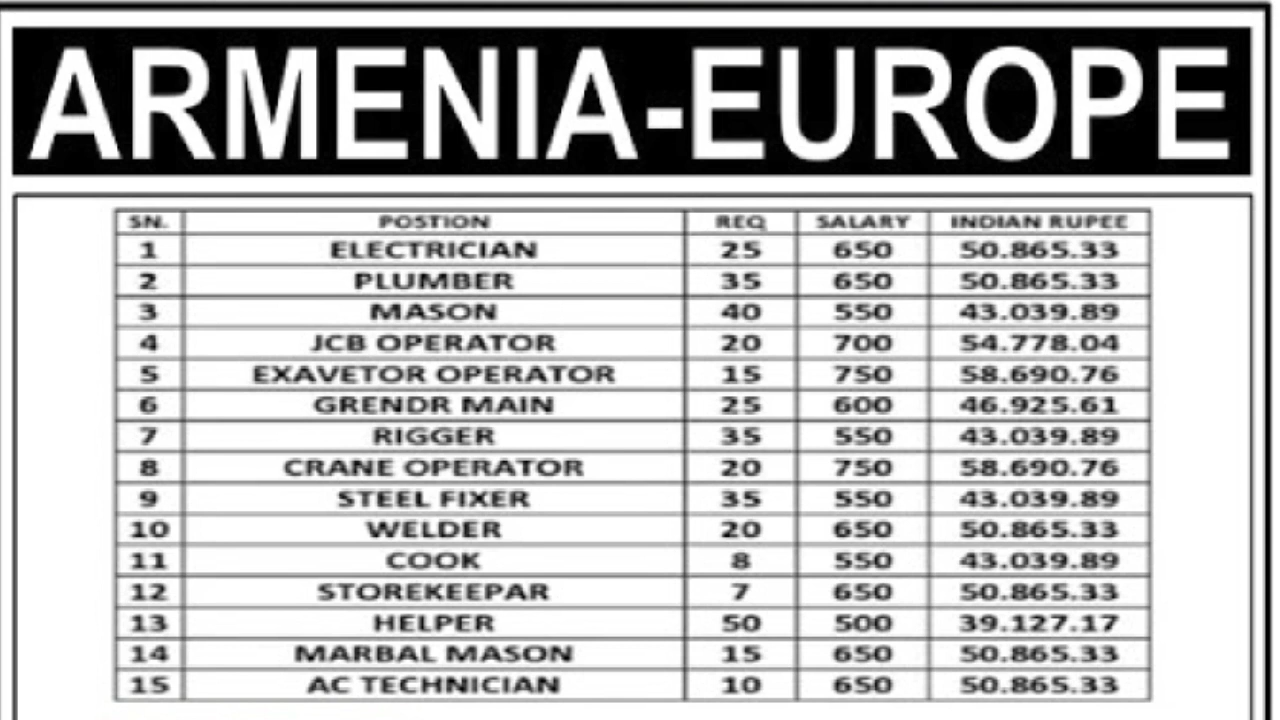 ARMENIA-EUROPE
SN. POSTION REQ SALARY INDIAN RUPEE
1 ELECTRICIAN 25 650 50.865.33
2 PLUMBER 35 650 50.865.33
3 MASON 40 550 43.039.89
4 JCB OPERATOR 20 700 54.778.04
5 EXAVETOR OPERATOR 15 750 58.690.76
6 GRENDR MAIN 25 600 46.925.61
7 RIGGER 35 550 43.039.89
8 CRANE OPERATOR 20 750 58.690.76
9 STEEL FIXER 35 550 43.039.89
10 WELDER 20 650 50.865.33
11 COOK 8 550 43.039.89
12 STOREKEEPAR 7 650 50.865.33
13 HELPER 50 500 39.127.17
14 MARBAL MASON 15 650 50.865.33
15 AC TECHNICIAN 10 650 50.865.33